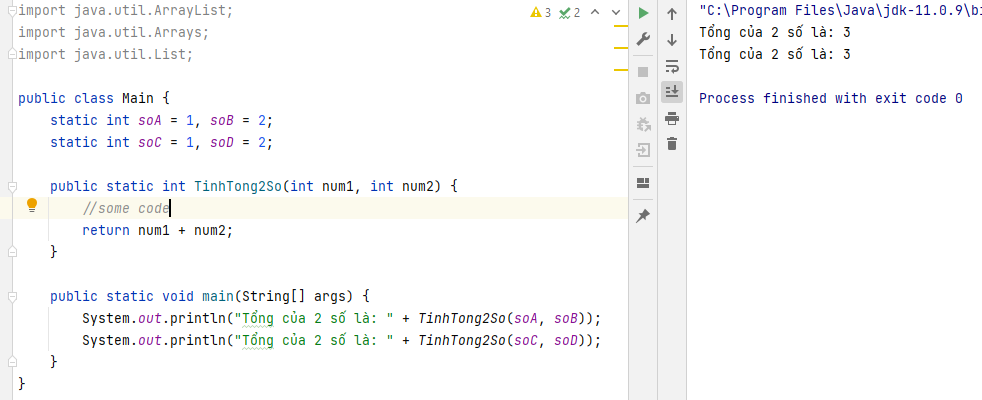 import java.util.ArrayList;
import java.util.Arrays;
import java.util.List;
public class Main {
static int soA = 1, soB = 2;
static int soC = 1, soD = 2;
public static int TinhTong2So(int num1, int num2) {
//some code
return num1 + num2;
}
public static void main(String[] args) {
System.out.println("Tổng của 2 số là: " + TinhTong2So(soA, soB));
System.out.println("Tổng của 2 số là: " + TinhTong2So(soC, soD));
}
}
3 2
"C:\Program Files\Java\jdk-11.0.9\bi
Tổng của 2 số là: 3
Tổng của 2 số là: 3
Process finished with exit code 0